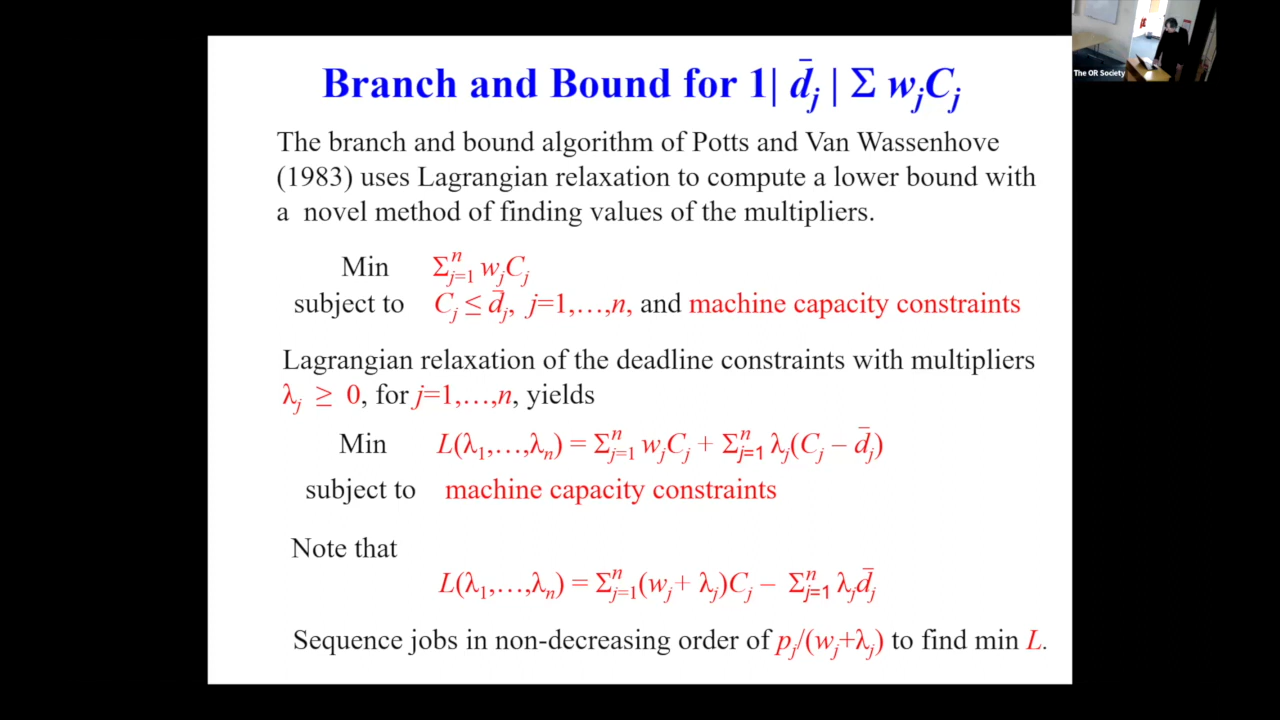 Branch and Bound for 1| d̄ⱼ | Σ wⱼCⱼ
The OR Society
The branch and bound algorithm of Potts and Van Wassenhove
(1983) uses Lagrangian relaxation to compute a lower bound with
a novel method of finding values of the multipliers.
Min Σⁿⱼ₌₁ wⱼCⱼ
subject to Cⱼ ≤ d̄ⱼ, j=1,…,n, and machine capacity constraints
Lagrangian relaxation of the deadline constraints with multipliers
λⱼ ≥ 0, for j=1,…,n, yields
Min L(λ₁,…,λₙ) = Σⁿⱼ₌₁ wⱼCⱼ + Σⁿⱼ₌₁ λⱼ(Cⱼ – d̄ⱼ)
subject to machine capacity constraints
Note that
L(λ₁,…,λₙ) = Σⁿⱼ₌₁(wⱼ+ λⱼ)Cⱼ – Σⁿⱼ₌₁ λⱼd̄ⱼ
Sequence jobs in non-decreasing order of pⱼ/(wⱼ+λⱼ) to find min L.